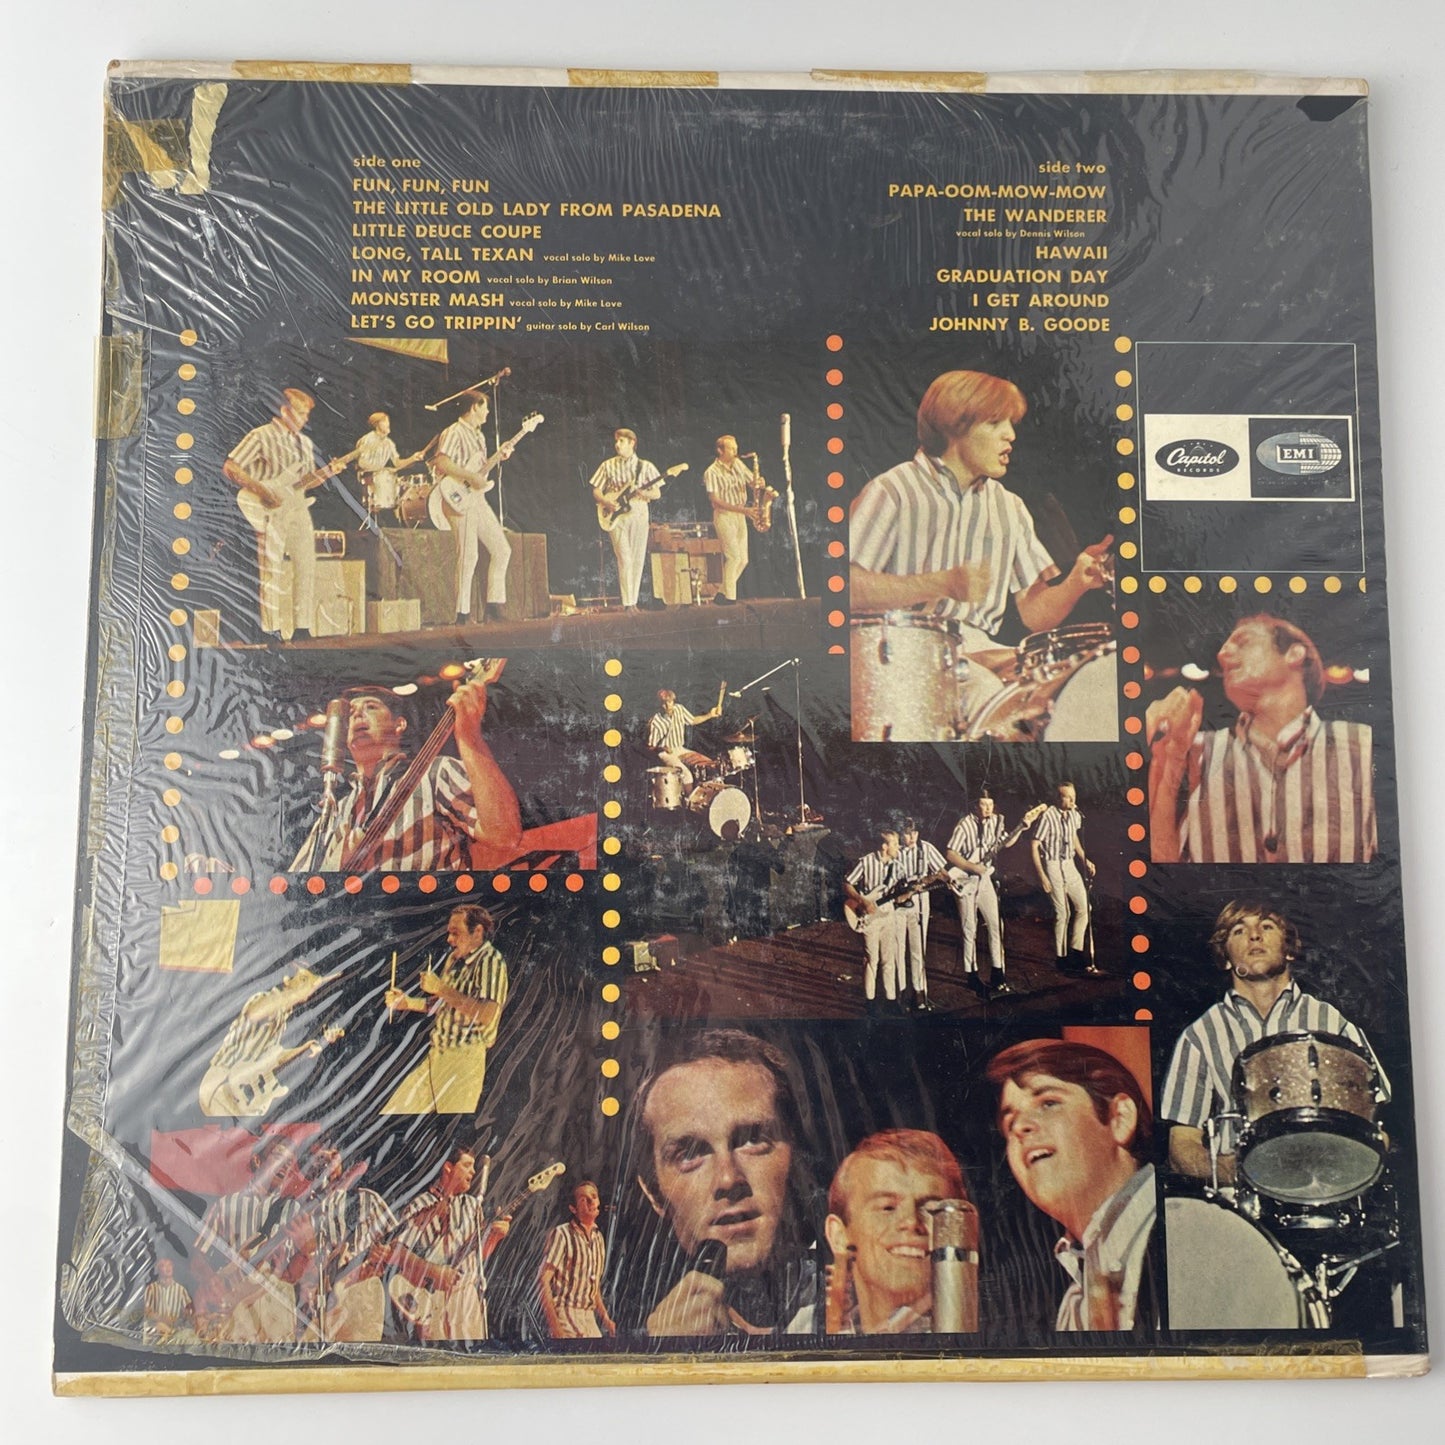 side one
FUN, FUN, FUN
THE LITTLE OLD LADY FROM PASADENA
LITTLE DEUCE COUPE
LONG, TALL TEXAN vocal solo by Mike Love
IN MY ROOM vocal solo by Brian Wilson
MONSTER MASH vocal solo by Mike Love
LET'S GO TRIPPIN' guitar solo by Carl Wilson
side two
PAPA-OOM-MOW-MOW
THE WANDERER
vocal solo by Dennis Wilson
HAWAII
GRADUATION DAY
I GET AROUND
JOHNNY B. GOODE
Capitol
RECORDS
EMI